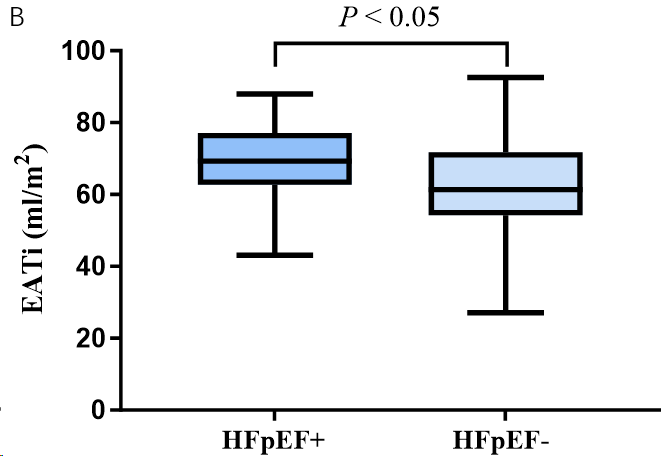 B
P < 0.05
100
80
60
40
20
0
EATi (ml/m²)
HFpEF+ HFpEF-